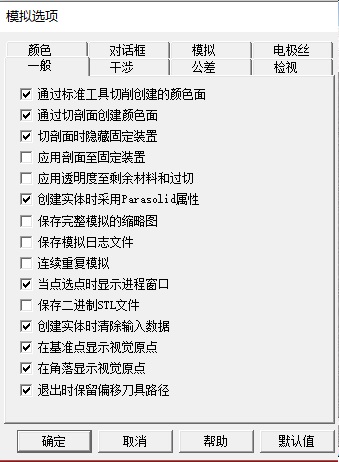 模拟选项
颜色 对话框 模拟 电极丝
一般 干涉 公差 检视
通过标准工具切削创建的颜色面
通过切剖面创建颜色面
切剖面时隐藏固定装置
应用剖面至固定装置
应用透明度至剩余材料和过切
创建实体时采用Parasolid属性
保存完整模拟的缩略图
保存模拟日志文件
连续重复模拟
当点选点时显示进程窗口
保存二进制STL文件
创建实体时清除输入数据
在基准点显示视觉原点
在角落显示视觉原点
退出时保留偏移刀具路径
确定 取消 帮助 默认值